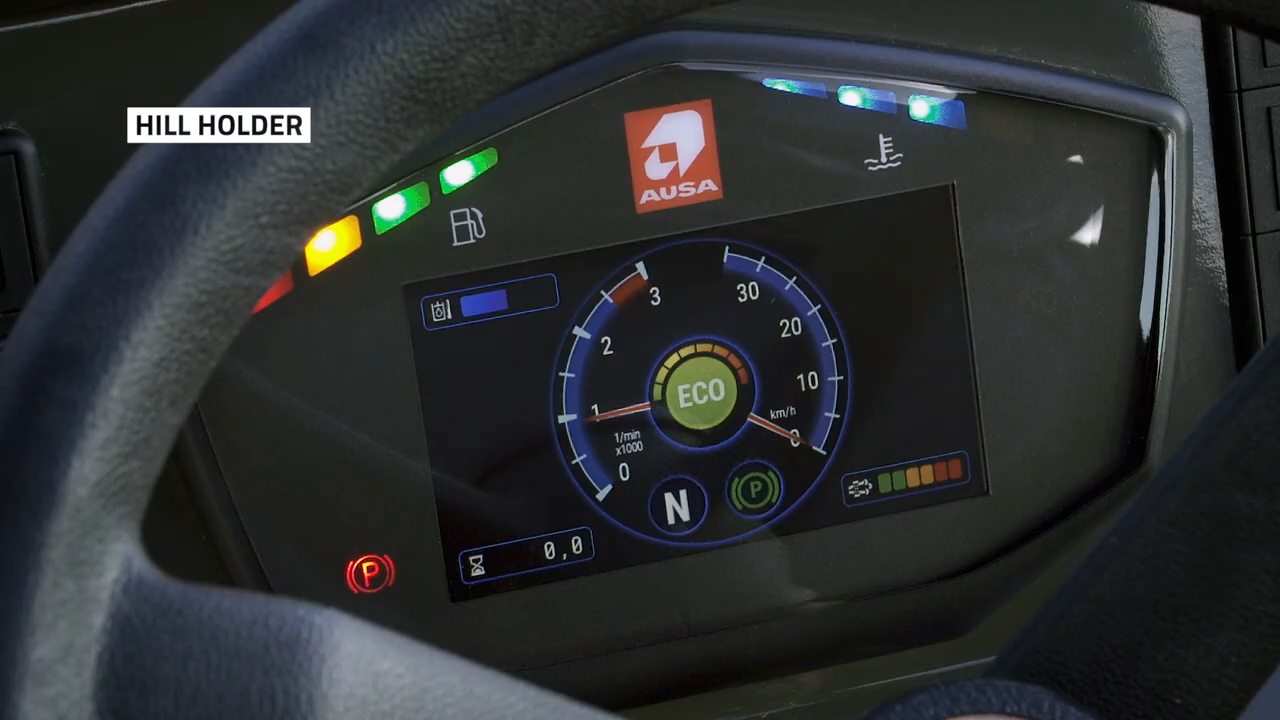 HILL HOLDER
AUSA
3
30
2
20
ECO
10
1
km/h
1/min
x1000
0
0
N
P
0,0
P